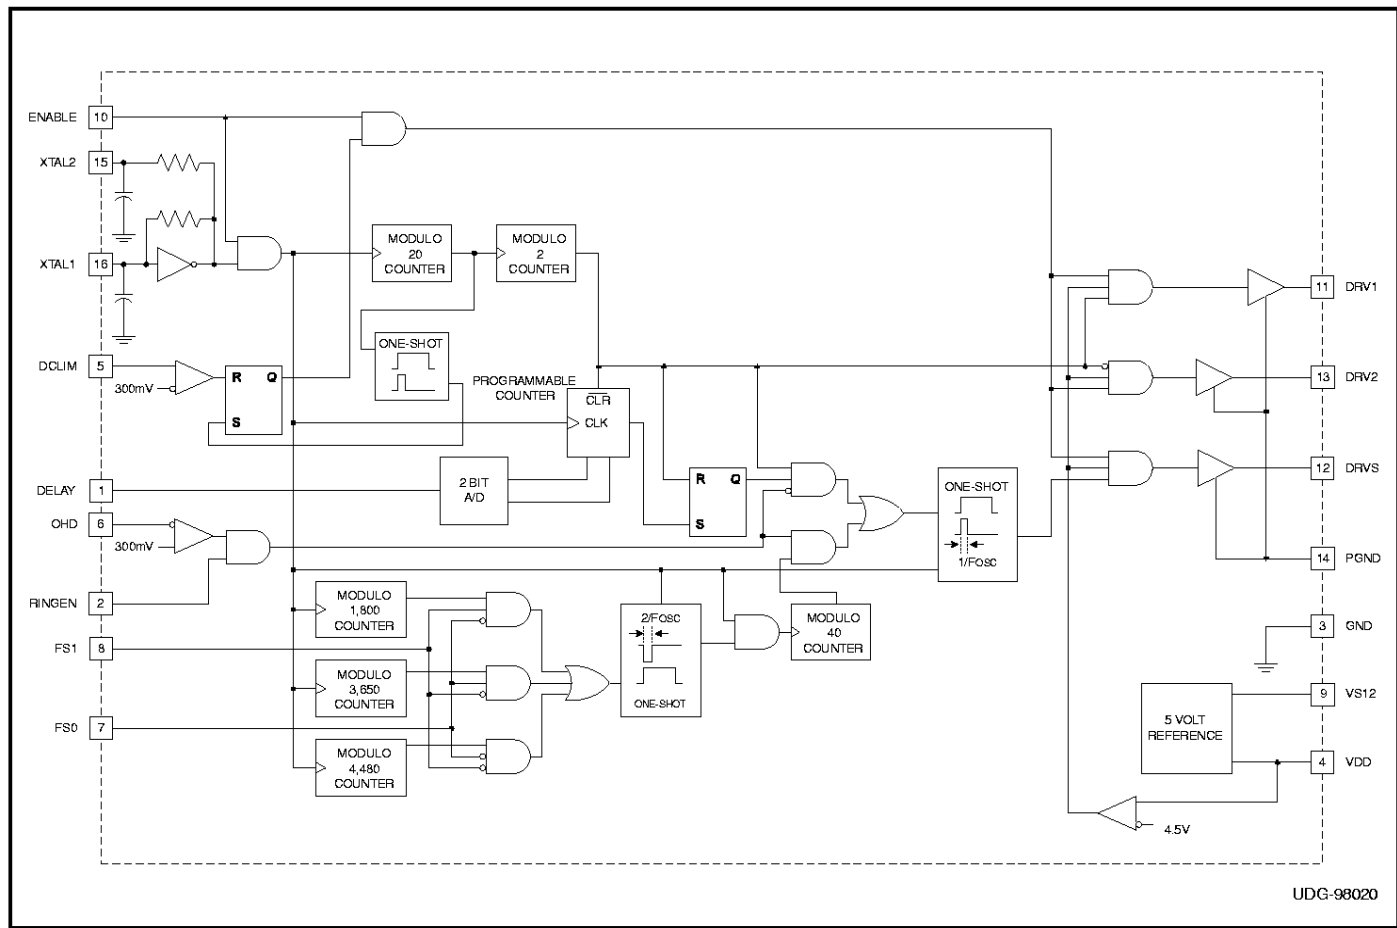 ENABLE 10
XTAL2 15
XTAL1 16
MODULO
20
COUNTER
MODULO
2
COUNTER
11 DRV1
DCLIM 5
300mV
R Q
S
ONE-SHOT
PROGRAMMABLE
COUNTER
CLR
CLK
13 DRV2
DELAY 1
2 BIT
A/D
R Q
S
ONE-SHOT
1/FOSC
12 DRVS
OHD 6
300mV
14 PGND
RINGEN 2
MODULO
1,800
COUNTER
2/FOSC
ONE-SHOT
MODULO
40
COUNTER
3 GND
FS1 8
MODULO
3,650
COUNTER
FS0 7
MODULO
4,480
COUNTER
5 VOLT
REFERENCE
9 VS12
4 VDD
4.5V
UDG-98020